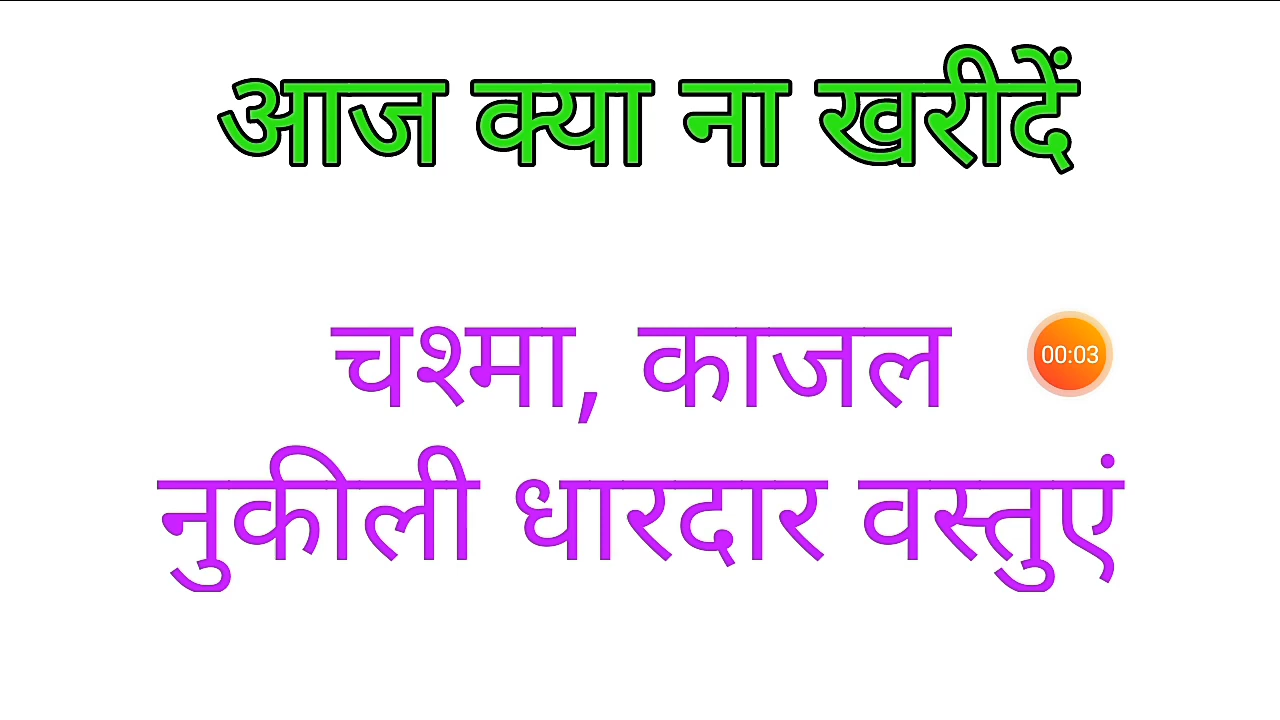 आज क्या ना खरीदें
चश्मा, काजल
00:03
नुकीली धारदार वस्तुएं